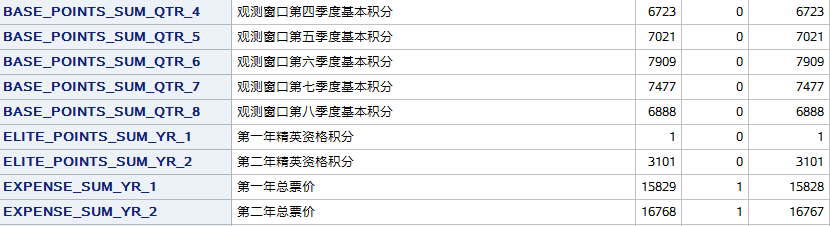 BASE_POINTS_SUM_QTR_4 观测窗口第四季度基本积分 6723 0 6723
BASE_POINTS_SUM_QTR_5 观测窗口第五季度基本积分 7021 0 7021
BASE_POINTS_SUM_QTR_6 观测窗口第六季度基本积分 7909 0 7909
BASE_POINTS_SUM_QTR_7 观测窗口第七季度基本积分 7477 0 7477
BASE_POINTS_SUM_QTR_8 观测窗口第八季度基本积分 6888 0 6888
ELITE_POINTS_SUM_YR_1 第一年精英资格积分 1 0 1
ELITE_POINTS_SUM_YR_2 第二年精英资格积分 3101 0 3101
EXPENSE_SUM_YR_1 第一年总票价 15829 1 15828
EXPENSE_SUM_YR_2 第二年总票价 16768 1 16767